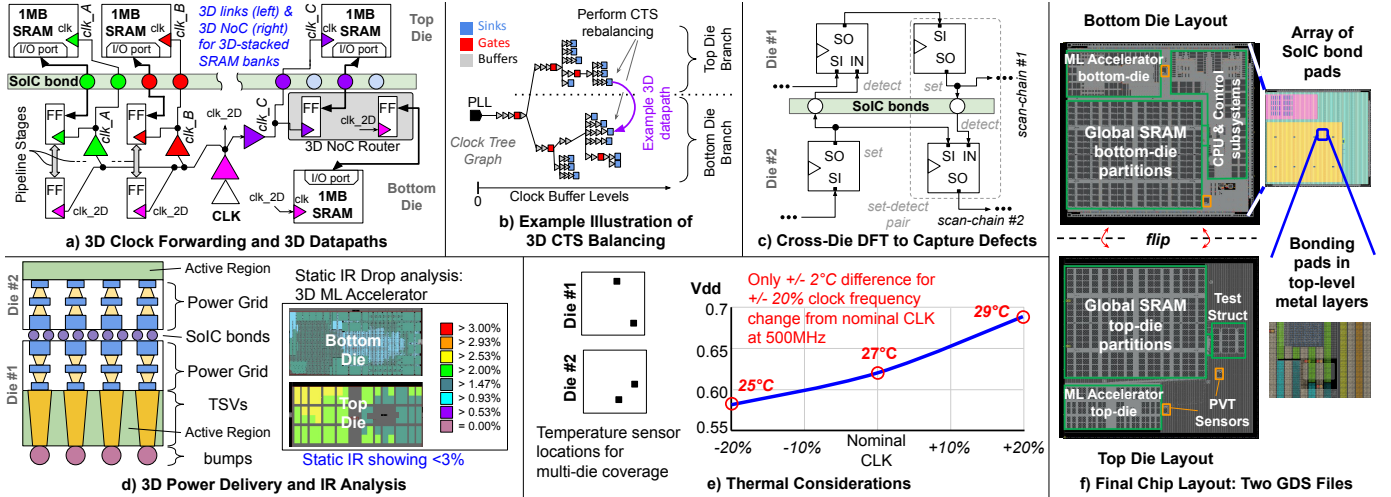 1MB
SRAM
I/O port
clk
clk_A
1MB
SRAM
I/O port
clk_B
3D links (left) &
3D NoC (right)
for 3D-stacked
SRAM banks
clk
clk_C
1MB
SRAM
I/O port
Top
Die
SoIC bond
Pipeline Stages
FF
clk_A
FF
clk_B
clk_2D
clk_C
FF
FF
clk_2D
3D NoC Router
FF
clk_2D
FF
clk_2D
CLK
clk
I/O port
1MB
SRAM
clk_2D
Bottom
Die
a) 3D Clock Forwarding and 3D Datapaths
Sinks
Gates
Buffers
Perform CTS
rebalancing
PLL
Clock Tree
Graph
Example 3D
datapath
Top Die
Branch
Bottom Die
Branch
0
Clock Buffer Levels
b) Example Illustration of
3D CTS Balancing
Die #1
SO
SI IN
SI
SO
detect
set
scan-chain #1
SoIC bonds
detect
Die #2
SO
SI
set
SI IN
SO
set-detect
pair
scan-chain #2
c) Cross-Die DFT to Capture Defects
Bottom Die Layout
ML Accelerator
bottom-die
Global SRAM
bottom-die
partitions
CPU & Control
subsystems
Array of
SoIC bond
pads
flip
Bonding
pads in
top-level
metal layers
Global SRAM
top-die
partitions
Test
Struct
ML Accelerator
top-die
PVT
Sensors
Top Die Layout
f) Final Chip Layout: Two GDS Files
Die #2
Die #1
Active Region
Power Grid
SoIC bonds
Power Grid
TSVs
Active Region
bumps
Static IR Drop analysis:
3D ML Accelerator
Bottom
Die
Top
Die
> 3.00%
> 2.93%
> 2.53%
> 2.00%
> 1.47%
> 0.93%
> 0.53%
= 0.00%
Static IR showing <3%
d) 3D Power Delivery and IR Analysis
Die #1
Die #2
Temperature sensor
locations for
multi-die coverage
Vdd
0.7
0.65
0.60
0.55
Only +/- 2°C difference for
+/- 20% clock frequency
change from nominal CLK
at 500MHz
25°C
27°C
29°C
-20%
-10%
Nominal
CLK
+10%
+20%
e) Thermal Considerations